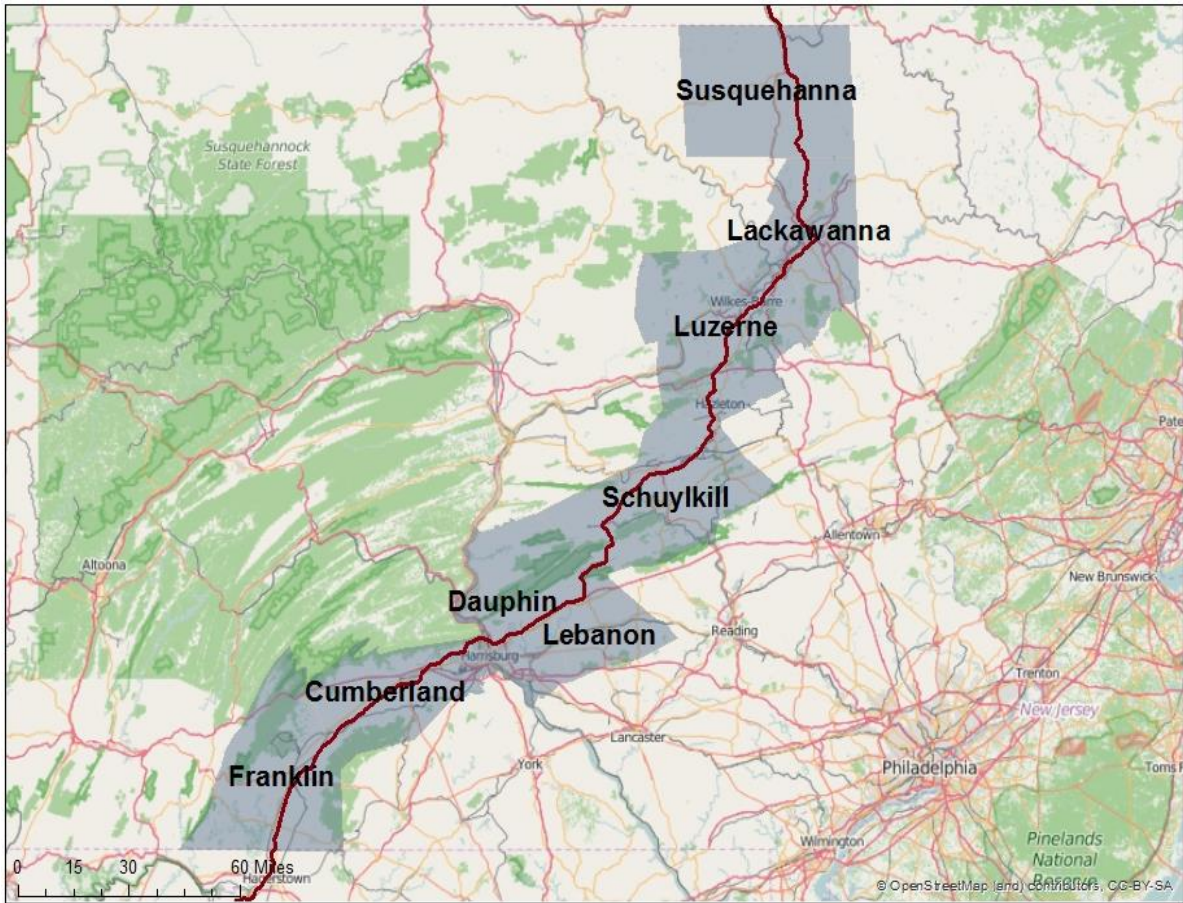 Susquehanna
Susquehannock
State Forest
Lackawanna
Wilkes-Barre
Luzerne
Hazleton
Pate
Schuylkill
Allentown
Altoona
New Brunswick
Dauphin
Lebanon
Reading
Harrisburg
Trenton
Cumberland
New Jersey
Lancaster
York
Franklin
Philadelphia
Toms R
Wilmington
Pinelands
National
Reserve
0 15 30 60 Miles
Hagerstown
© OpenStreetMap (and) contributors, CC-BY-SA